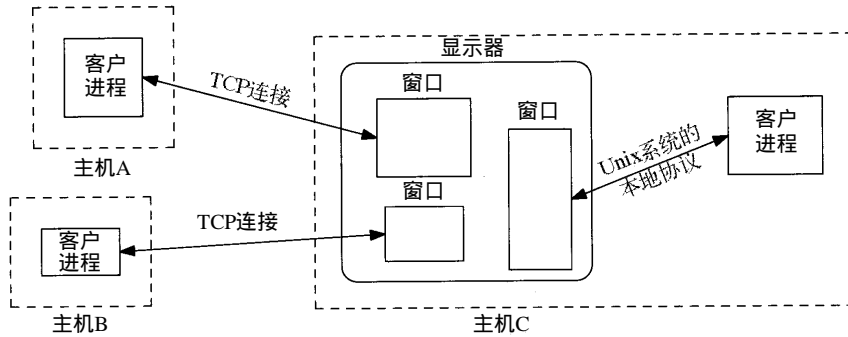 显示器
客户
进程
TCP连接
窗口
窗口
客户
进程
Unix系统的
本地协议
主机A
窗口
TCP连接
客户
进程
主机B
主机C